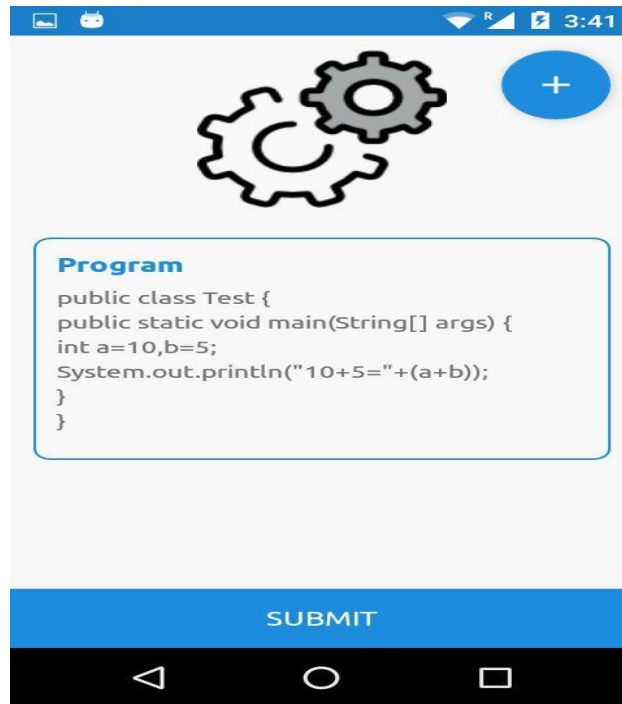 R 3:41
+
Program
public class Test {
public static void main(String[] args) {
int a=10,b=5;
System.out.println("10+5="+(a+b));
}
}
SUBMIT